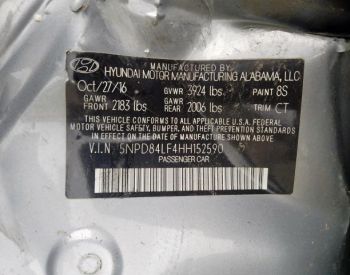 MANUFACTURED BY
HYUNDAI MOTOR MANUFACTURING ALABAMA, LLC
Oct/27/16 GVWR 3924 lbs PAINT 8S
GAWR FRONT 2183 lbs GAWR REAR 2006 lbs TRIM CT
THIS VEHICLE CONFORMS TO ALL APPLICABLE U.S.A. FEDERAL
MOTOR VEHICLE SAFETY, BUMPER, AND THEFT PREVENTION STANDARDS
IN EFFECT ON THE DATE OF MANUFACTURE SHOWN ABOVE.
V.I.N 5NPD84LF4HH152590
PASSENGER CAR